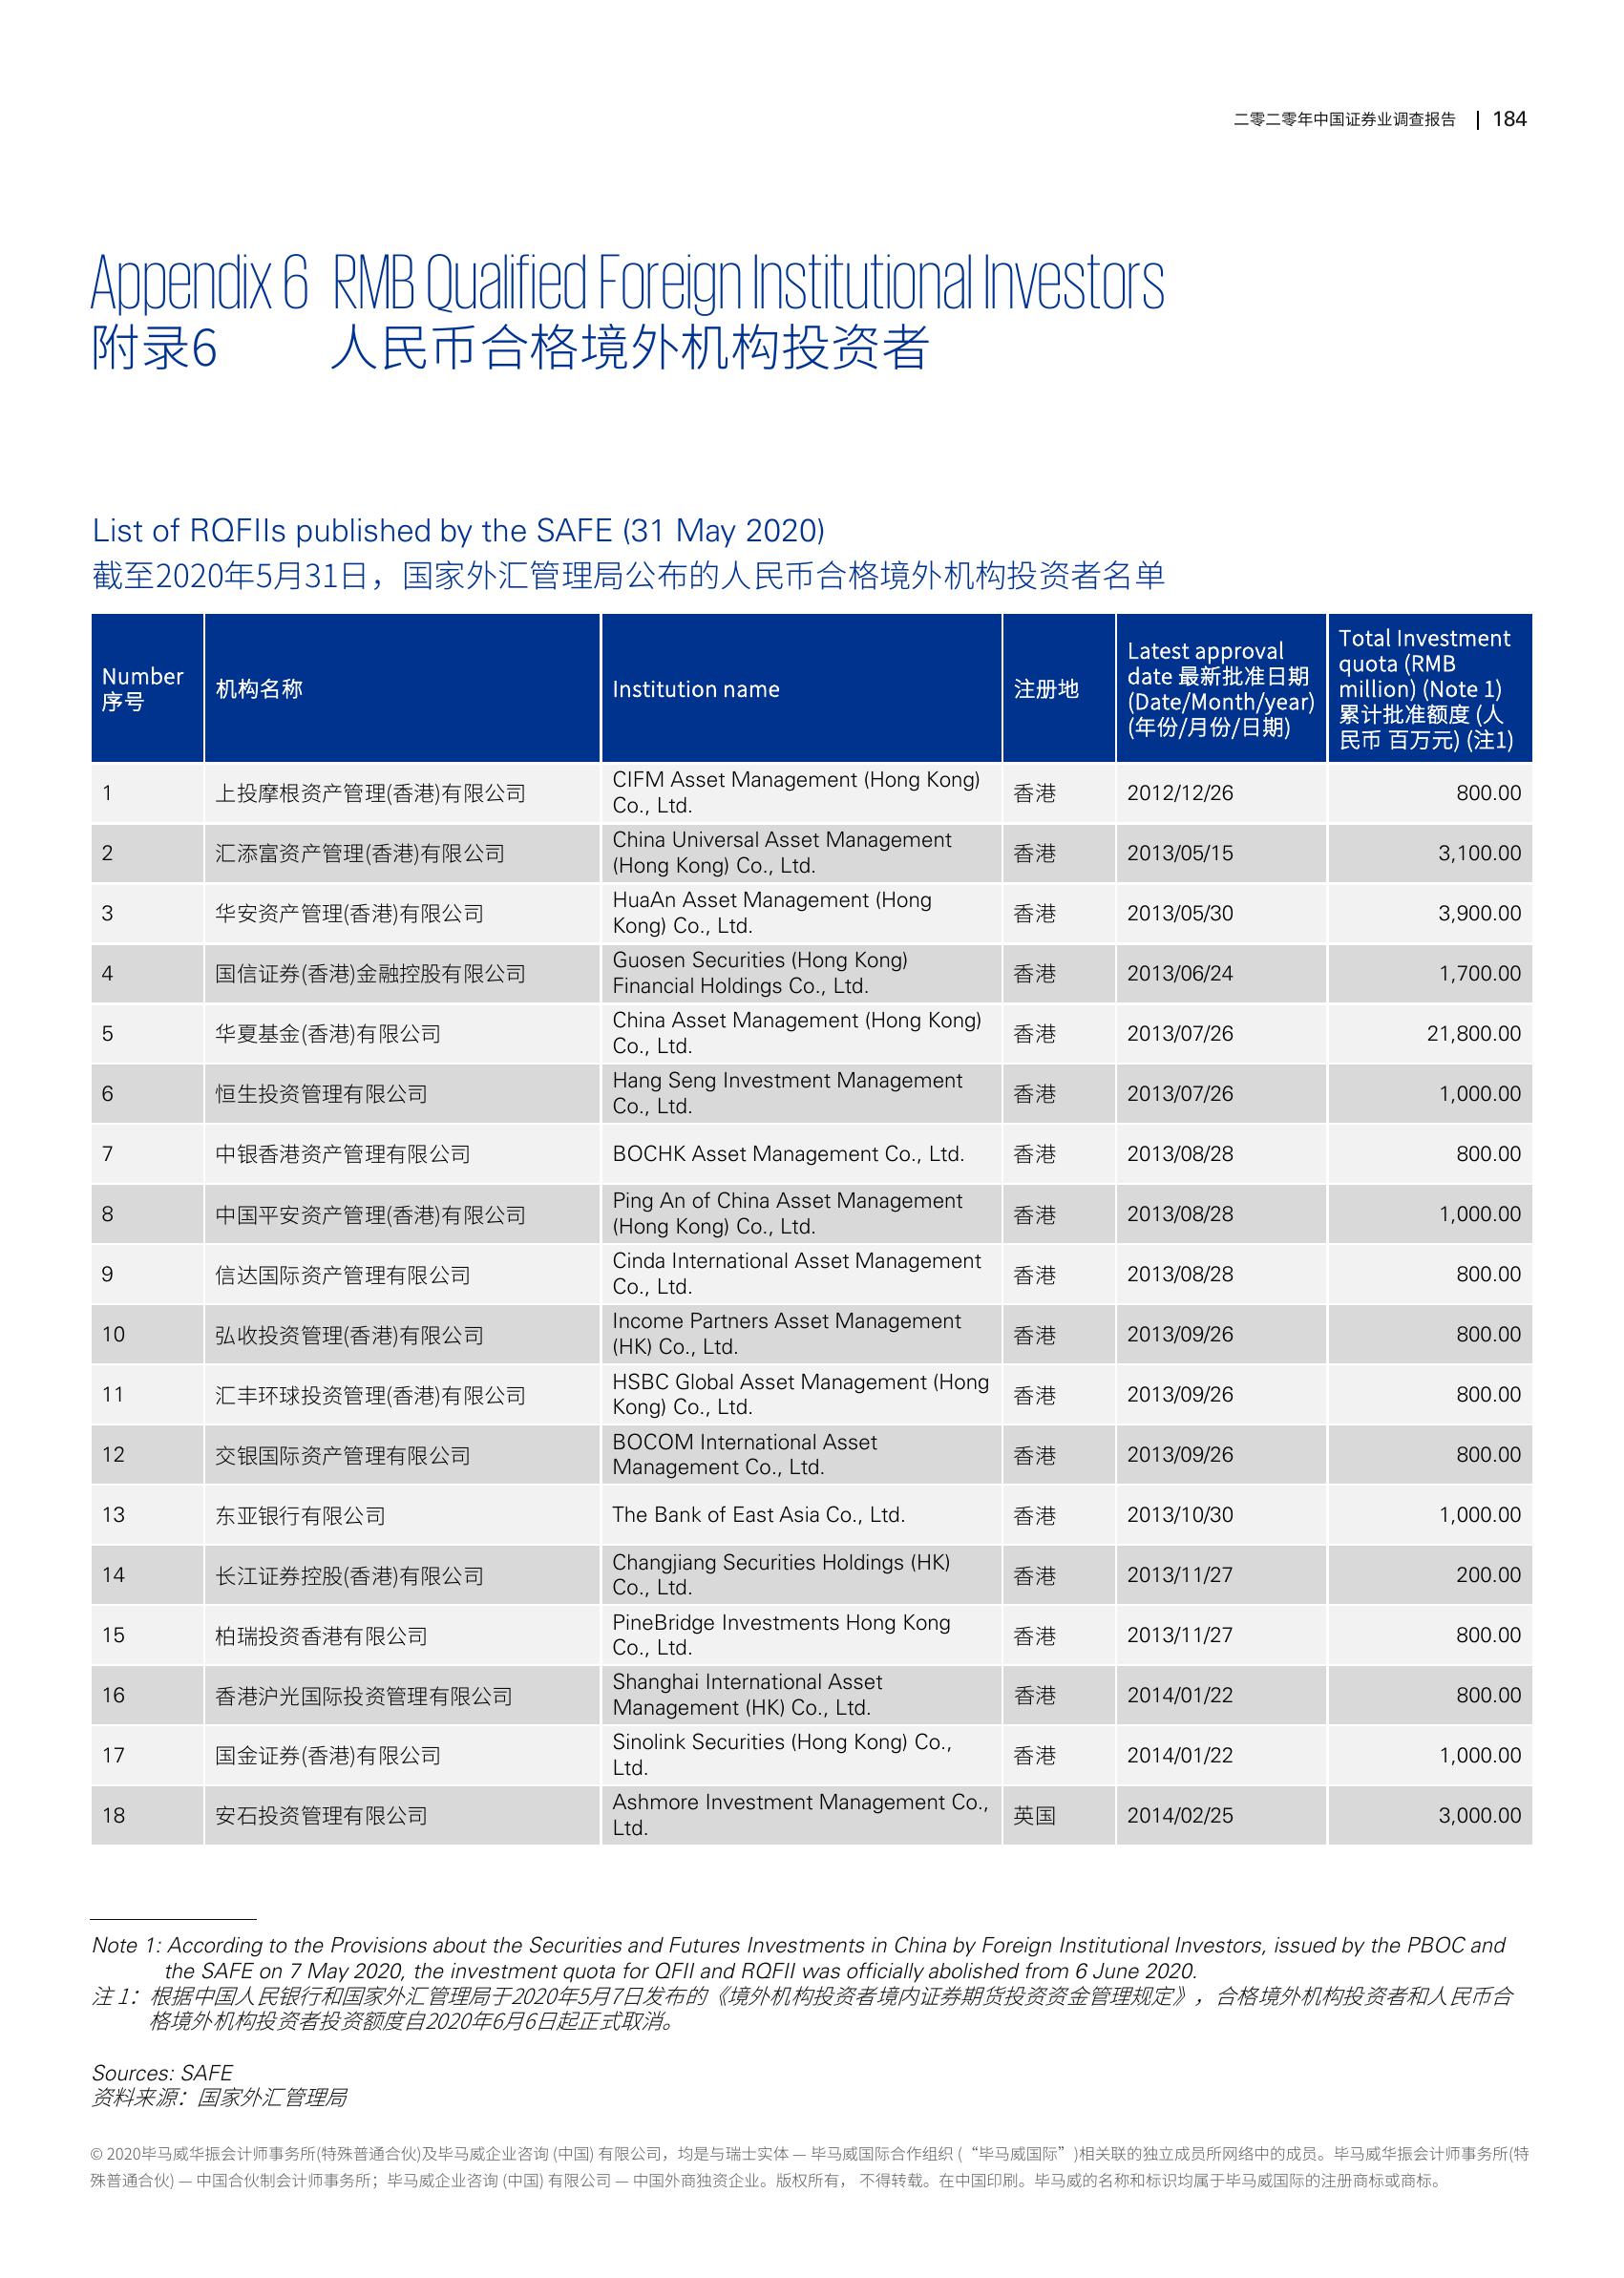 二零二零年中国证券业调查报告 | 184
Appendix 6 RMB Qualified Foreign Institutional Investors
附录6 人民币合格境外机构投资者
List of RQFIIs published by the SAFE (31 May 2020)
截至2020年5月31日，国家外汇管理局公布的人民币合格境外机构投资者名单
Number
序号
机构名称
Institution name
注册地
Latest approval
date 最新批准日期
(Date/Month/year)
(年份/月份/日期)
Total Investment
quota (RMB
million) (Note 1)
累计批准额度 (人
民币 百万元) (注1)
1 上投摩根资产管理(香港)有限公司 CIFM Asset Management (Hong Kong)
Co., Ltd. 香港 2012/12/26 800.00
2 汇添富资产管理(香港)有限公司 China Universal Asset Management
(Hong Kong) Co., Ltd. 香港 2013/05/15 3,100.00
3 华安资产管理(香港)有限公司 HuaAn Asset Management (Hong
Kong) Co., Ltd. 香港 2013/05/30 3,900.00
4 国信证券(香港)金融控股有限公司 Guosen Securities (Hong Kong)
Financial Holdings Co., Ltd. 香港 2013/06/24 1,700.00
5 华夏基金(香港)有限公司 China Asset Management (Hong Kong)
Co., Ltd. 香港 2013/07/26 21,800.00
6 恒生投资管理有限公司 Hang Seng Investment Management
Co., Ltd. 香港 2013/07/26 1,000.00
7 中银香港资产管理有限公司 BOCHK Asset Management Co., Ltd. 香港 2013/08/28 800.00
8 中国平安资产管理(香港)有限公司 Ping An of China Asset Management
(Hong Kong) Co., Ltd. 香港 2013/08/28 1,000.00
9 信达国际资产管理有限公司 Cinda International Asset Management
Co., Ltd. 香港 2013/08/28 800.00
10 弘收投资管理(香港)有限公司 Income Partners Asset Management
(HK) Co., Ltd. 香港 2013/09/26 800.00
11 汇丰环球投资管理(香港)有限公司 HSBC Global Asset Management (Hong
Kong) Co., Ltd. 香港 2013/09/26 800.00
12 交银国际资产管理有限公司 BOCOM International Asset
Management Co., Ltd. 香港 2013/09/26 800.00
13 东亚银行有限公司 The Bank of East Asia Co., Ltd. 香港 2013/10/30 1,000.00
14 长江证券控股(香港)有限公司 Changjiang Securities Holdings (HK)
Co., Ltd. 香港 2013/11/27 200.00
15 柏瑞投资香港有限公司 PineBridge Investments Hong Kong
Co., Ltd. 香港 2013/11/27 800.00
16 香港沪光国际投资管理有限公司 Shanghai International Asset
Management (HK) Co., Ltd. 香港 2014/01/22 800.00
17 国金证券(香港)有限公司 Sinolink Securities (Hong Kong) Co.,
Ltd. 香港 2014/01/22 1,000.00
18 安石投资管理有限公司 Ashmore Investment Management Co.,
Ltd. 英国 2014/02/25 3,000.00
Note 1: According to the Provisions about the Securities and Futures Investments in China by Foreign Institutional Investors, issued by the PBOC and
the SAFE on 7 May 2020, the investment quota for QFII and RQFII was officially abolished from 6 June 2020.
注 1：根据中国人民银行和国家外汇管理局于2020年5月7日发布的《境外机构投资者境内证券期货投资资金管理规定》，合格境外机构投资者和人民币合
格境外机构投资者投资额度自2020年6月6日起正式取消。
Sources: SAFE
资料来源：国家外汇管理局
© 2020毕马威华振会计师事务所(特殊普通合伙)及毕马威企业咨询 (中国) 有限公司，均是与瑞士实体 — 毕马威国际合作组织 (“毕马威国际”)相关联的独立成员所网络中的成员。毕马威华振会计师事务所(特
殊普通合伙) — 中国合伙制会计师事务所；毕马威企业咨询 (中国) 有限公司 — 中国外商独资企业。版权所有， 不得转载。在中国印刷。毕马威的名称和标识均属于毕马威国际的注册商标或商标。